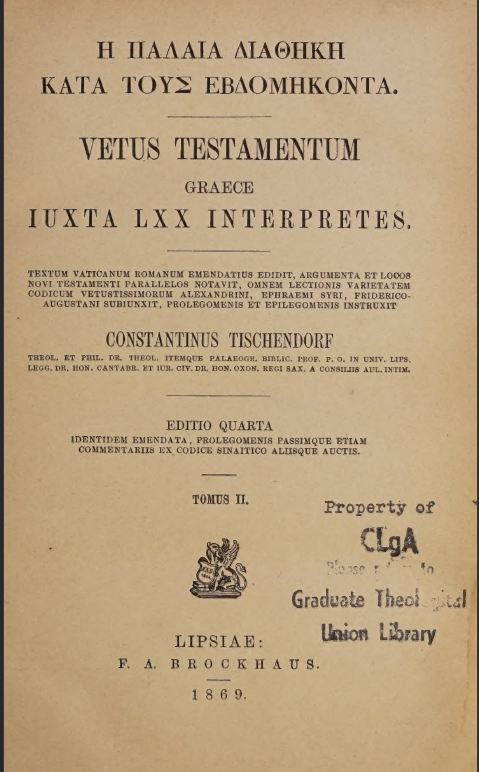 Η ΠΑΛΑΙΑ ΔΙΑΘΗΚΗ
ΚΑΤΑ ΤΟΥΣ ΕΒΔΟΜΗΚΟΝΤΑ.
VETUS TESTAMENTUM
GRAECE
IUXTA LXX INTERPRETES.
TEXTUM VATICANUM ROMANUM EMENDATIUS EDIDIT, ARGUMENTA ET LOCOS
NOVI TESTAMENTI PARALLELOS NOTAVIT, OMNEM LECTIONIS VARIETATEM
CODICUM VETUSTISSIMORUM ALEXANDRINI, EPHRAEMI SYRI, FRIDERICO-
AUGUSTANI SUBIUNXIT, PROLEGOMENIS ET EPILEGOMENIS INSTRUXIT
CONSTANTINUS TISCHENDORF
THEOL. ET PHIL. DR. THEOL. ITEMQUE PALAEOGR. BIBLIC. PROF. P. O. IN UNIV. LIPS.
LEGG. DR. HON. CANTABR. ET IUR. CIV. DR. HON. OXON. REGI SAX. A CONSILIIS AUL. INTIM.
EDITIO QUARTA
IDENTIDEM EMENDATA, PROLEGOMENIS PASSIMQUE ETIAM
COMMENTARIIS EX CODICE SINAITICO ALIISQUE AUCTIS.
TOMUS II.
Property of
CLgA
Please to
Graduate
Union Library
LIPSIAE:
F. A. BROCKHAUS.
1869.